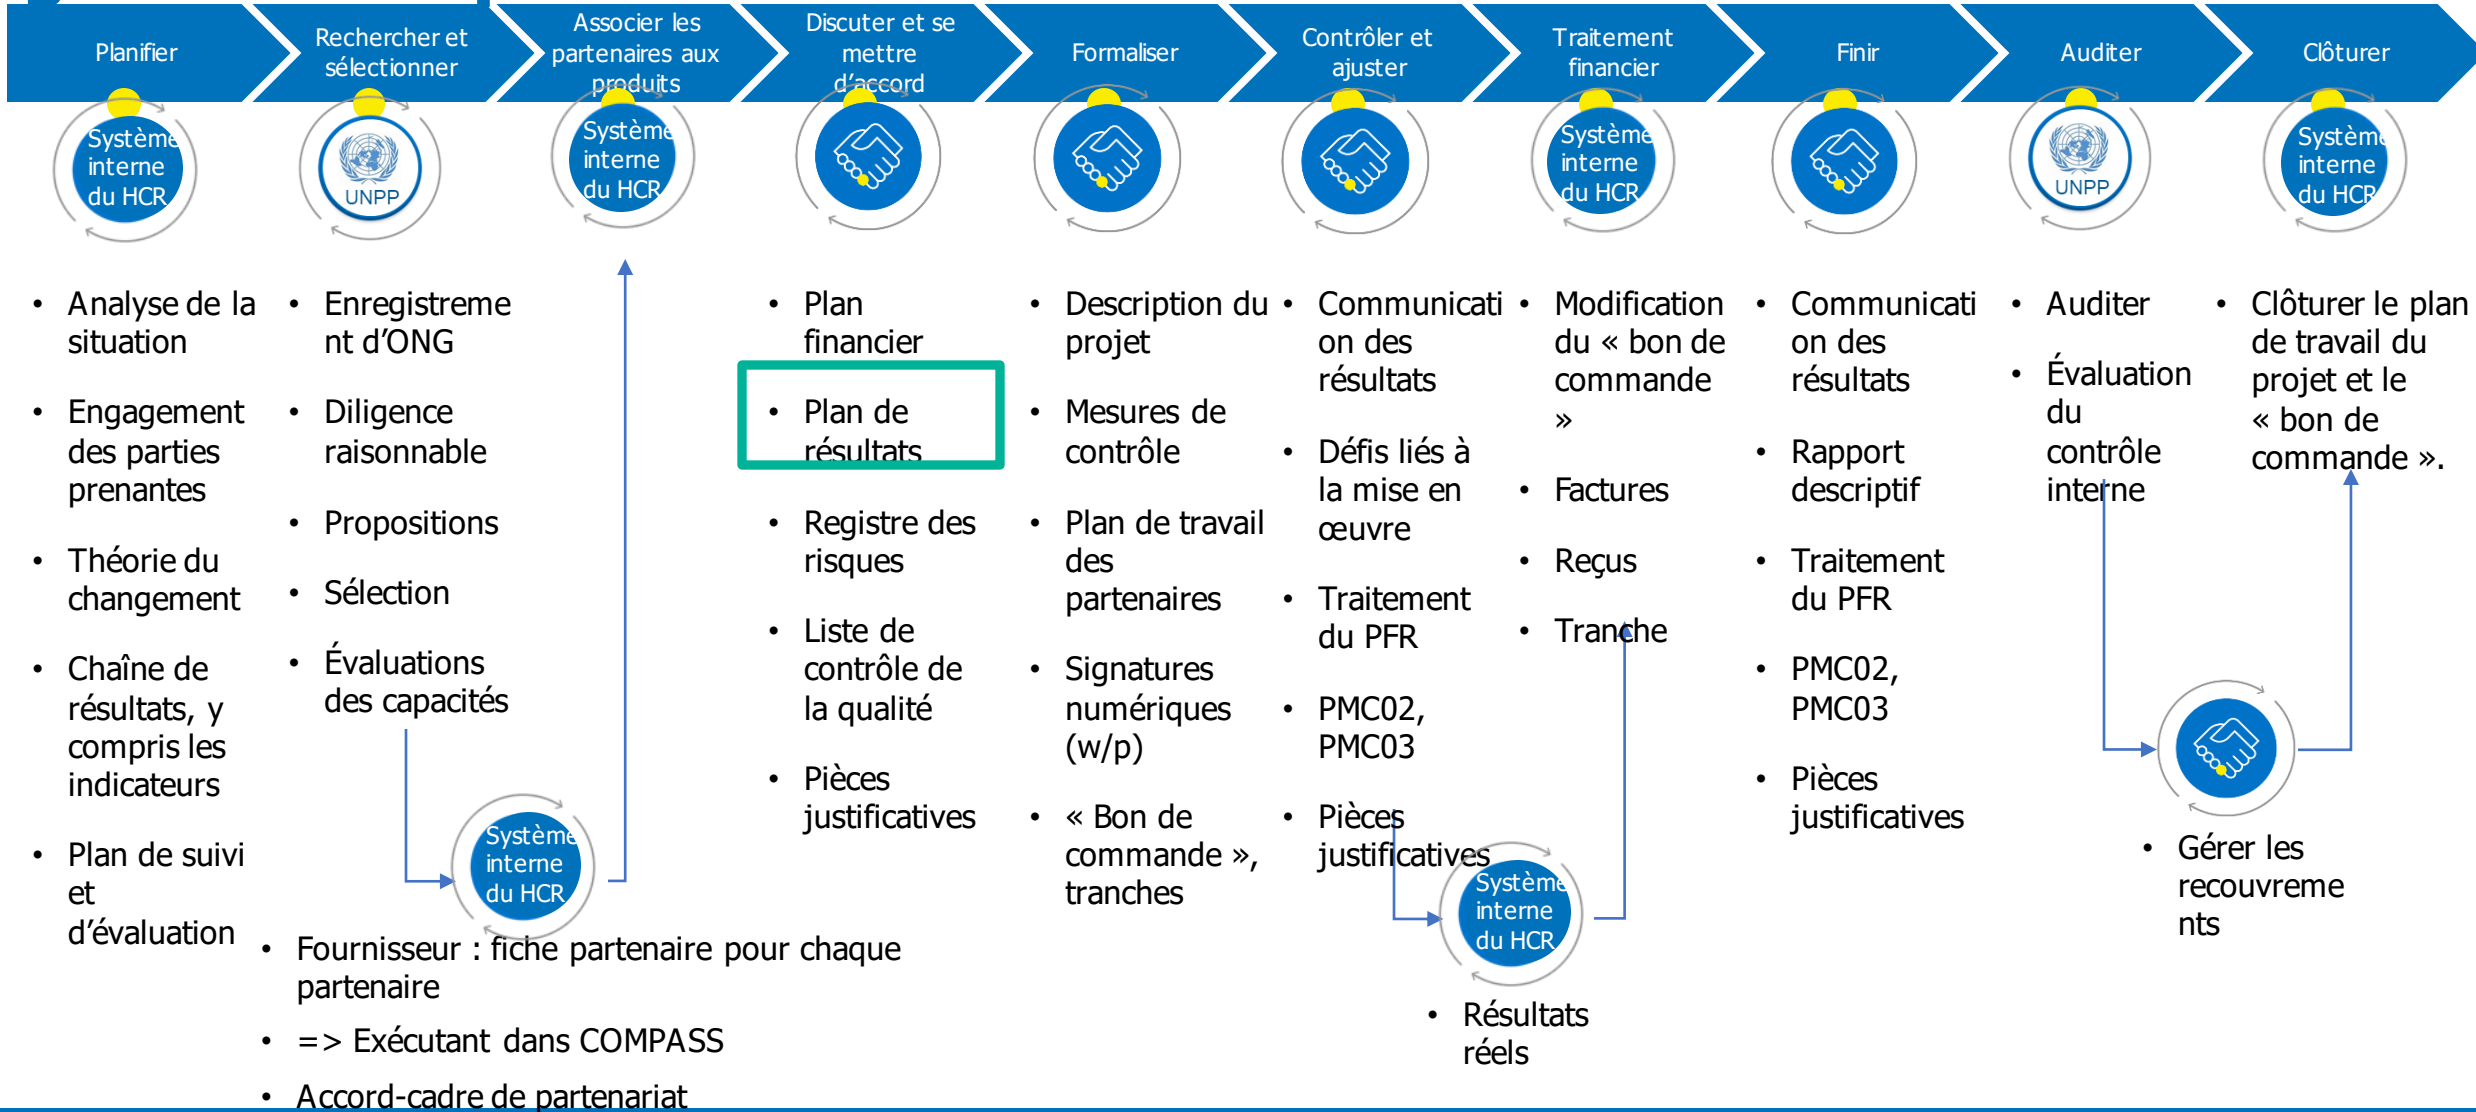 Planifier
Rechercher et
sélectionner
Associer les
partenaires aux
produits
Discuter et se
mettre
d’accord
Formaliser
Contrôler et
ajuster
Traitement
financier
Finir
Auditer
Clôturer
Système
interne
du HCR
UNPP
Système
interne
du HCR
Système
interne
du HCR
UNPP
Système
interne
du HCR
• Analyse de la
situation
• Engagement
des parties
prenantes
• Théorie du
changement
• Chaîne de
résultats, y
compris les
indicateurs
• Plan de suivi
et
d’évaluation
• Enregistreme
nt d’ONG
• Diligence
raisonnable
• Propositions
• Sélection
• Évaluations
des capacités
Système
interne
du HCR
• Fournisseur : fiche partenaire pour chaque
partenaire
• => Exécutant dans COMPASS
• Accord-cadre de partenariat
• Plan
financier
• Plan de
résultats
• Registre des
risques
• Liste de
contrôle de
la qualité
• Pièces
justificatives
• Description du
projet
• Mesures de
contrôle
• Plan de travail
des
partenaires
• Signatures
numériques
(w/p)
• « Bon de
commande »,
tranches
• Communicati
on des
résultats
• Défis liés à
la mise en
œuvre
• Traitement
du PFR
• PMC02,
PMC03
• Pièces
justificatives
Système
interne
du HCR
• Résultats
réels
• Modification
du « bon de
commande
»
• Factures
• Reçus
• Tranche
• Communicati
on des
résultats
• Rapport
descriptif
• Traitement
du PFR
• PMC02,
PMC03
• Pièces
justificatives
• Auditer
• Évaluation
du
contrôle
interne
• Gérer les
recouvreme
nts
• Clôturer le plan
de travail du
projet et le
« bon de
commande ».